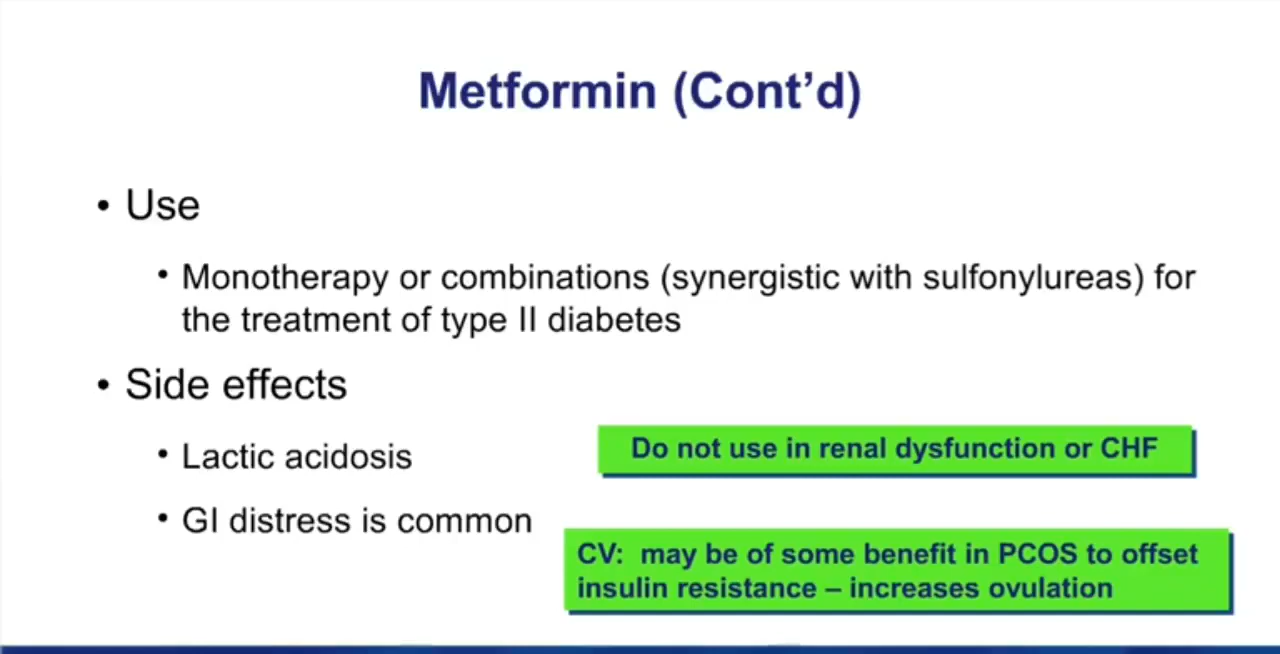 Metformin (Cont’d)
• Use
• Monotherapy or combinations (synergistic with sulfonylureas) for
the treatment of type II diabetes
• Side effects
• Lactic acidosis
Do not use in renal dysfunction or CHF
• GI distress is common
CV:  may be of some benefit in PCOS to offset
insulin resistance – increases ovulation